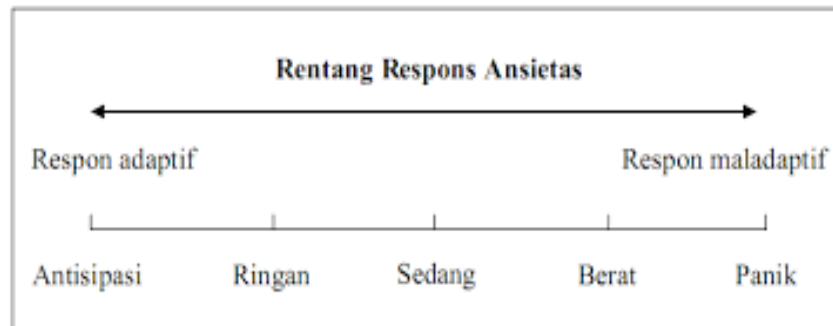 Rentang Respons Ansietas
Respon adaptif Respon maladaptif
Antisipasi Ringan Sedang Berat Panik